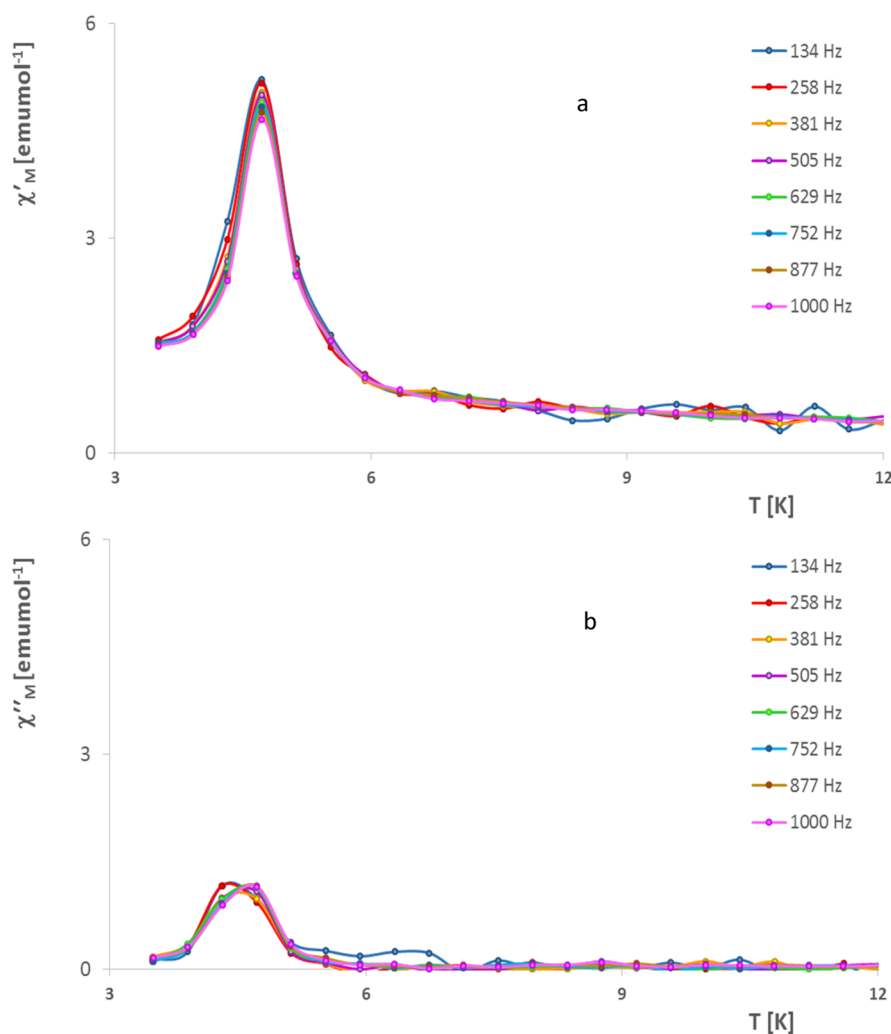 6
134 Hz
258 Hz
a
381 Hz
505 Hz
χ′M [emumol-1]
629 Hz
3
752 Hz
877 Hz
1000 Hz
0
3 6 9 12
T [K]
6
134 Hz
258 Hz
b
381 Hz
χ′′M [emumol-1]
505 Hz
629 Hz
3
752 Hz
877 Hz
1000 Hz
0
3 6 9 12
T [K]